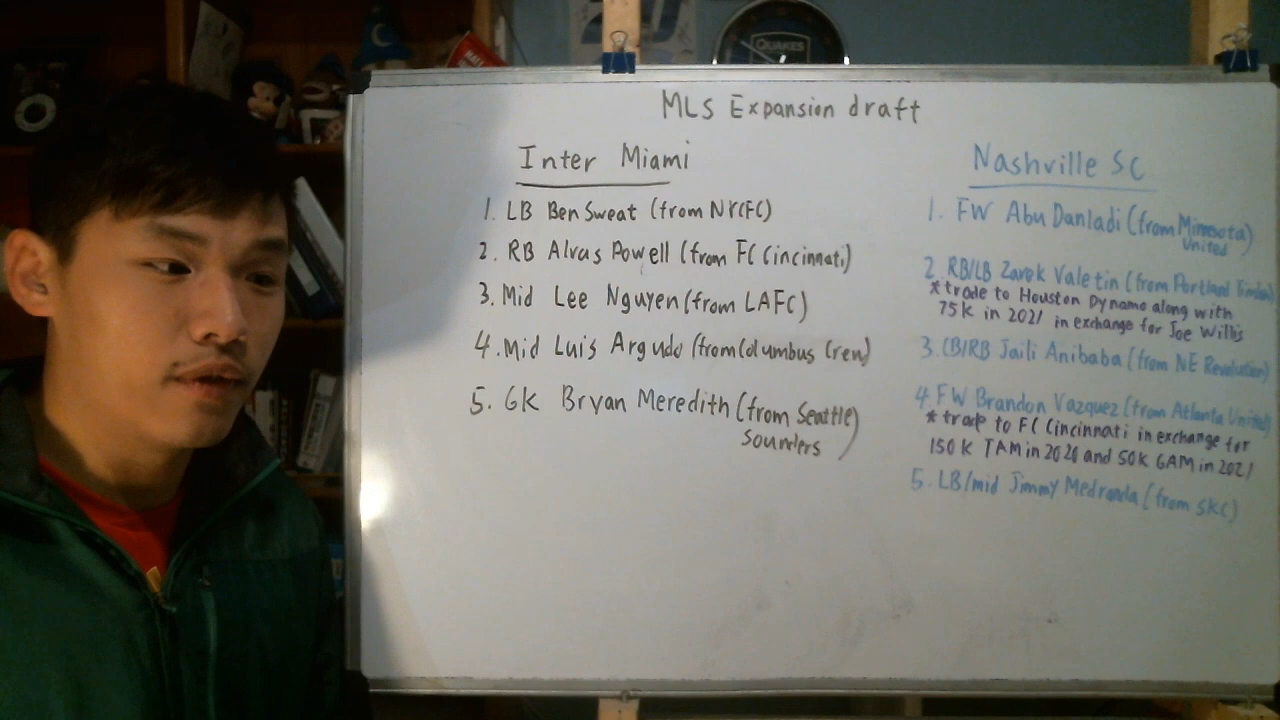 QUAKES
MLS Expansion draft
Inter Miami
1. LB Ben Sweat (from NYCFC)
2. RB Alvas Powell (from FC Cincinnati)
3. Mid Lee Nguyen (from LAFC)
4. Mid Luis Argudo (from Columbus Crew)
5. GK Bryan Meredith (from Seattle
Sounders)
Nashville SC
1. FW Abu Danladi (from Minnesota
United)
2. RB/LB Zarek Valetin (from Portland Timbers)
* trade to Houston Dynamo along with
75K in 2021 in exchange for Joe Willis
3. CB/RB Jaili Anibaba (from NE Revolution)
4. FW Brandon Vazquez (from Atlanta United)
* trade to FC Cincinnati in exchange for
150K TAM in 2020 and 50K GAM in 2021
5. LB/mid Jimmy Medranda (from SKC)